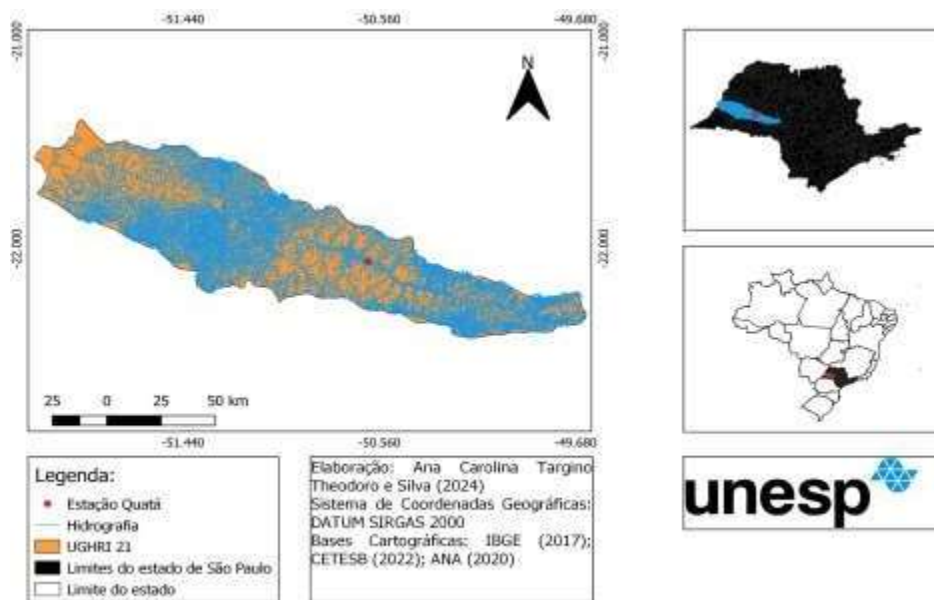 -51.440 -50.560 -49.680
-21.000
-21.000
N
-22.000
-22.000
25 0 25 50 km
-51.440 -50.560 -49.680
Legenda:
Estação Quatá
Hidrografia
UGHRI 21
Limites do estado de São Paulo
Limite do estado
Elaboração: Ana Carolina Targino
Theodoro e Silva (2024)
Sistema de Coordenadas Geográficas:
DATUM SIRGAS 2000
Bases Cartográficas: IBGE (2017);
CETESB (2022); ANA (2020)
unesp